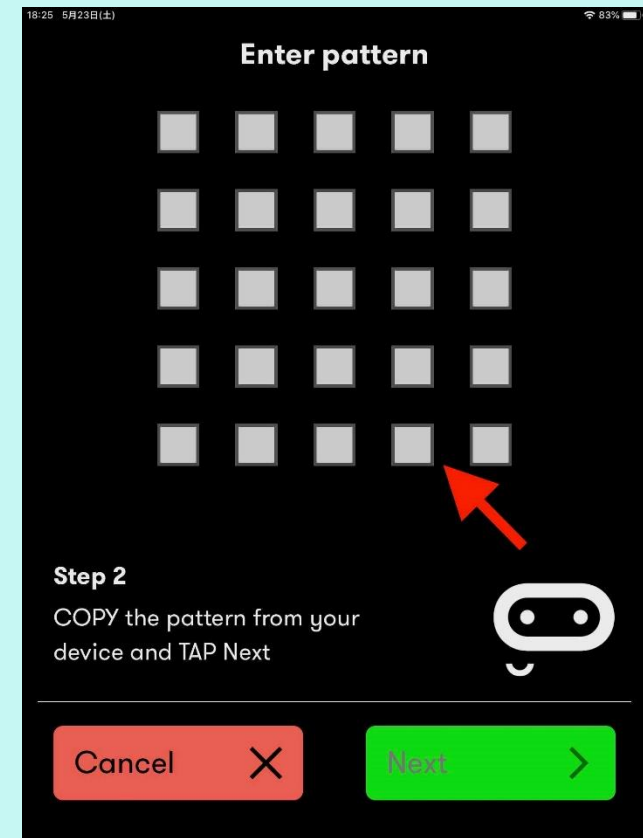 18:25 5月23日(土) 83%
Enter pattern
Step 2
COPY the pattern from your
device and TAP Next
Cancel
Next